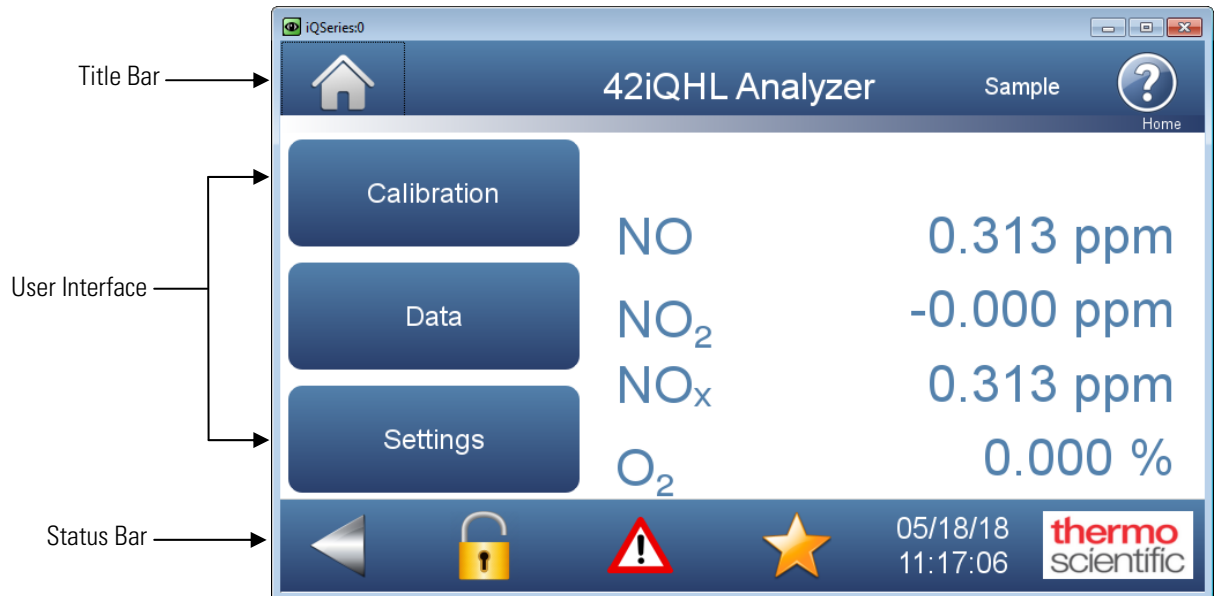 iQSeries:0
Title Bar
42iQHL Analyzer
Sample
?
Home
Calibration
NO 0.313 ppm
User Interface
Data
NO₂ -0.000 ppm
NOₓ 0.313 ppm
Settings
O₂ 0.000 %
Status Bar
05/18/18
11:17:06
thermo
scientific